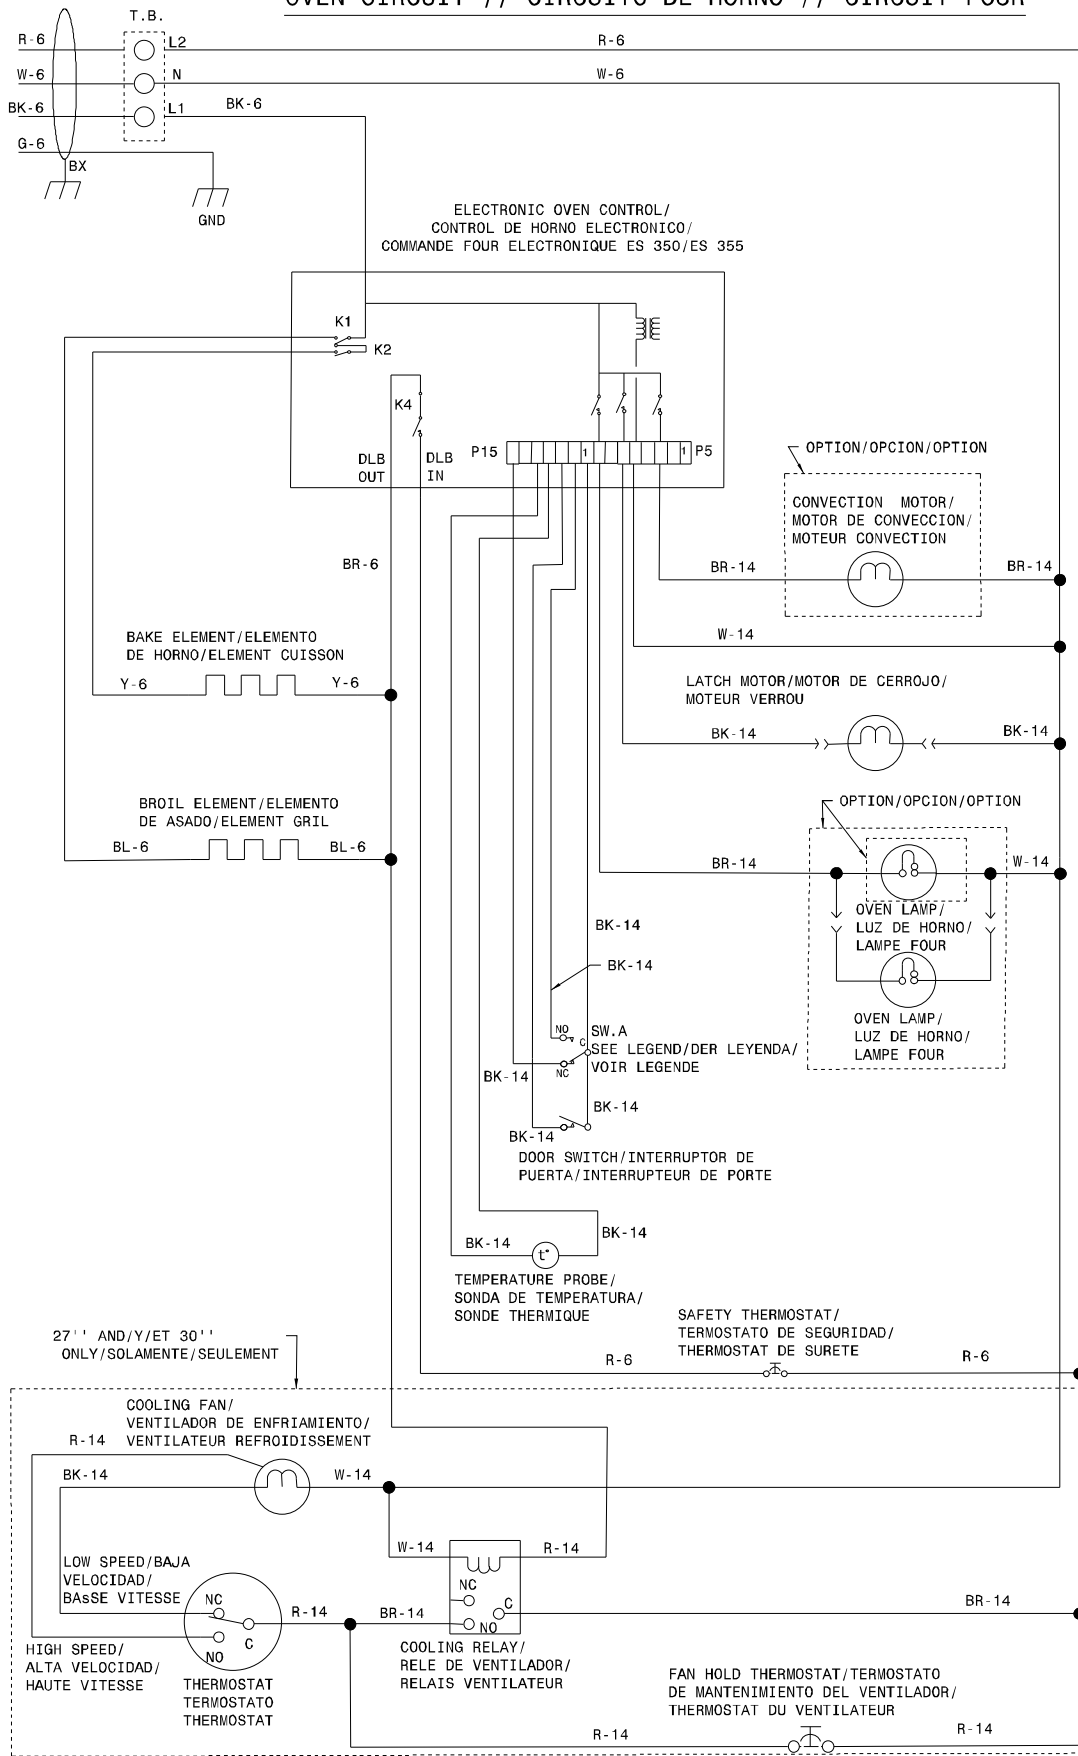 OVEN CIRCUIT // CIRCUITO DE HORNO // CIRCUIT FOUR
T.B.
R-6
L2
R-6
W-6
N
W-6
BK-6
L1
BK-6
G-6
BX
GND
ELECTRONIC OVEN CONTROL/
CONTROL DE HORNO ELECTRONICO/
COMMANDE FOUR ELECTRONIQUE ES 350/ES 355
K1
K2
K4
P15
1
1
P5
DLB
OUT
DLB
IN
OPTION/OPCION/OPTION
CONVECTION MOTOR/
MOTOR DE CONVECCION/
MOTEUR CONVECTION
BR-14
BR-14
BR-6
W-14
BAKE ELEMENT/ELEMENTO
DE HORNO/ELEMENT CUISSON
Y-6
Y-6
LATCH MOTOR/MOTOR DE CERROJO/
MOTEUR VERROU
BK-14
BK-14
BROIL ELEMENT/ELEMENTO
DE ASADO/ELEMENT GRIL
BL-6
BL-6
OPTION/OPCION/OPTION
BR-14
W-14
OVEN LAMP/
LUZ DE HORNO/
LAMPE FOUR
OVEN LAMP/
LUZ DE HORNO/
LAMPE FOUR
BK-14
BK-14
NO
C
NC
SW.A
SEE LEGEND/DER LEYENDA/
VOIR LEGENDE
BK-14
BK-14
BK-14
DOOR SWITCH/INTERRUPTOR DE
PUERTA/INTERRUPTEUR DE PORTE
BK-14
BK-14
t°
TEMPERATURE PROBE/
SONDA DE TEMPERATURA/
SONDE THERMIQUE
SAFETY THERMOSTAT/
TERMOSTATO DE SEGURIDAD/
THERMOSTAT DE SURETE
R-6
R-6
27'' AND/Y/ET 30''
ONLY/SOLAMENTE/SEULEMENT
COOLING FAN/
VENTILADOR DE ENFRIAMIENTO/
VENTILATEUR REFROIDISSEMENT
R-14
BK-14
W-14
W-14
R-14
LOW SPEED/BAJA
VELOCIDAD/
BAsSE VITESSE
NC
NO
C
R-14
BR-14
NC
C
NO
BR-14
HIGH SPEED/
ALTA VELOCIDAD/
HAUTE VITESSE
THERMOSTAT
TERMOSTATO
THERMOSTAT
COOLING RELAY/
RELE DE VENTILADOR/
RELAIS VENTILATEUR
FAN HOLD THERMOSTAT/TERMOSTATO
DE MANTENIMIENTO DEL VENTILADOR/
THERMOSTAT DU VENTILATEUR
R-14
R-14